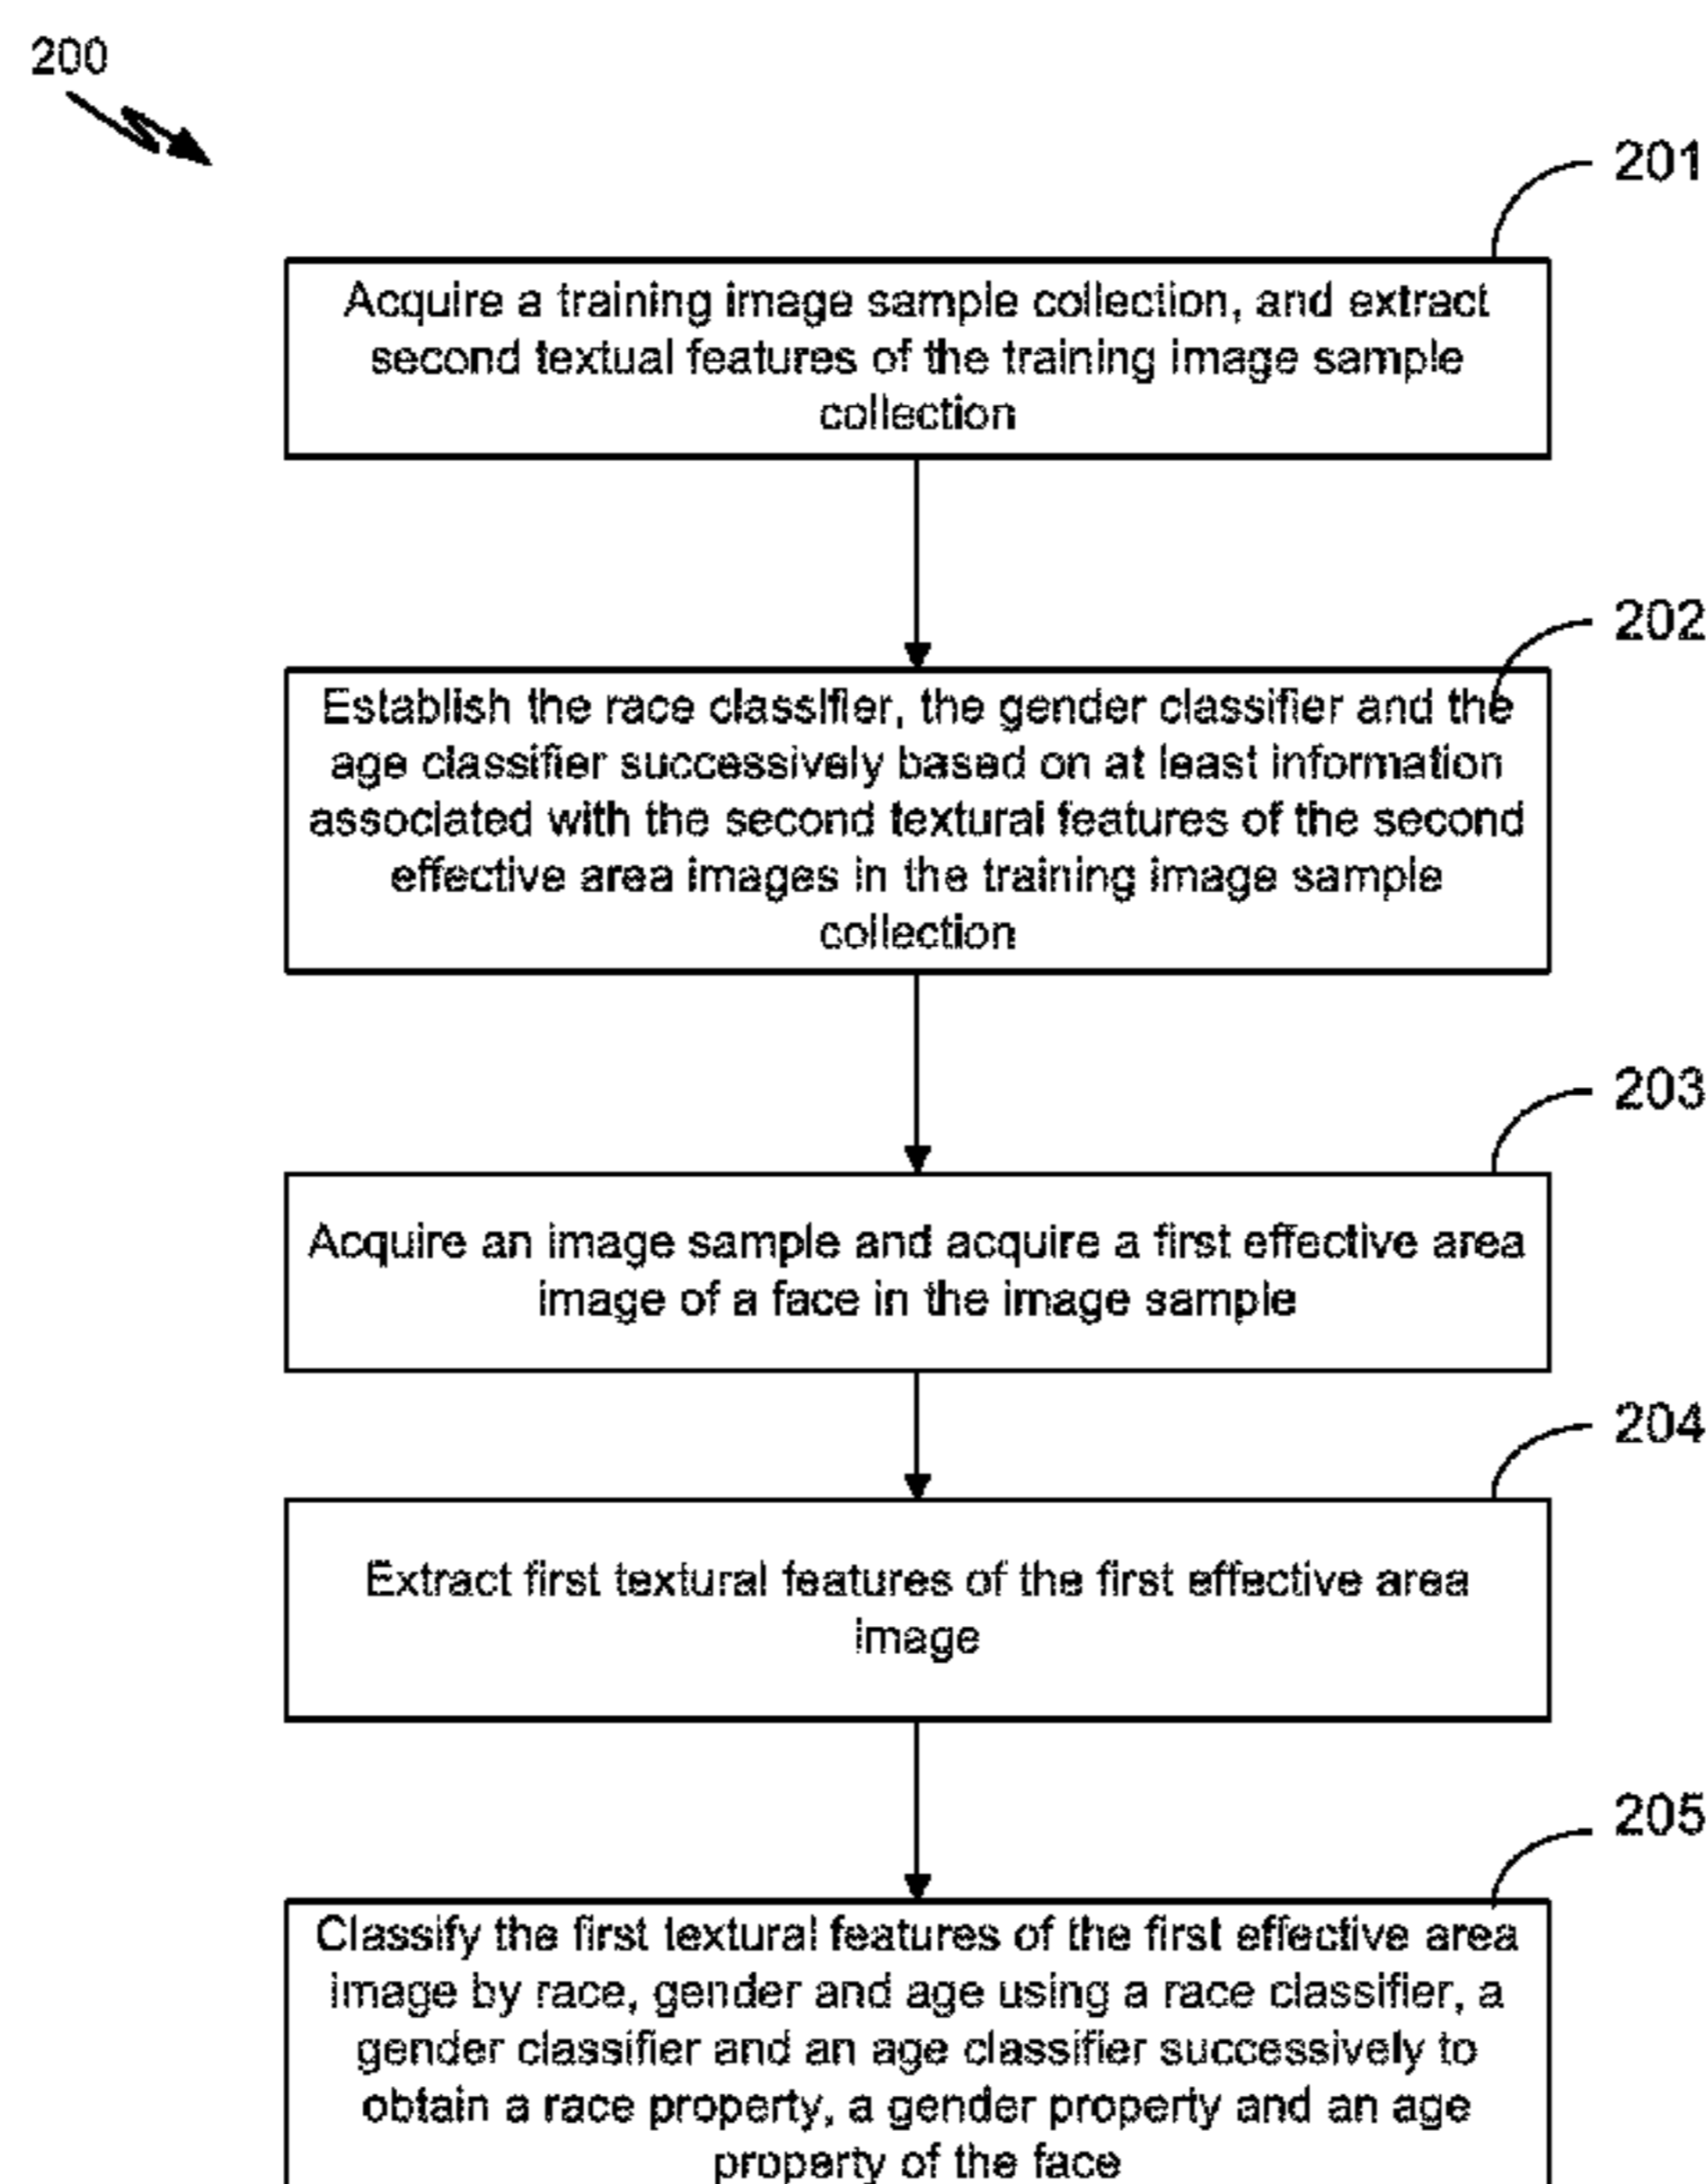 200
201
Acquire a training image sample collection, and extract
second textual features of the training image sample
collection
202
Establish the race classifier, the gender classifier and the
age classifier successively based on at least information
associated with the second textural features of the second
effective area images in the training image sample
collection
203
Acquire an image sample and acquire a first effective area
image of a face in the image sample
204
Extract first textural features of the first effective area
image
205
Classify the first textural features of the first effective area
image by race, gender and age using a race classifier, a
gender classifier and an age classifier successively to
obtain a race property, a gender property and an age
property of the face